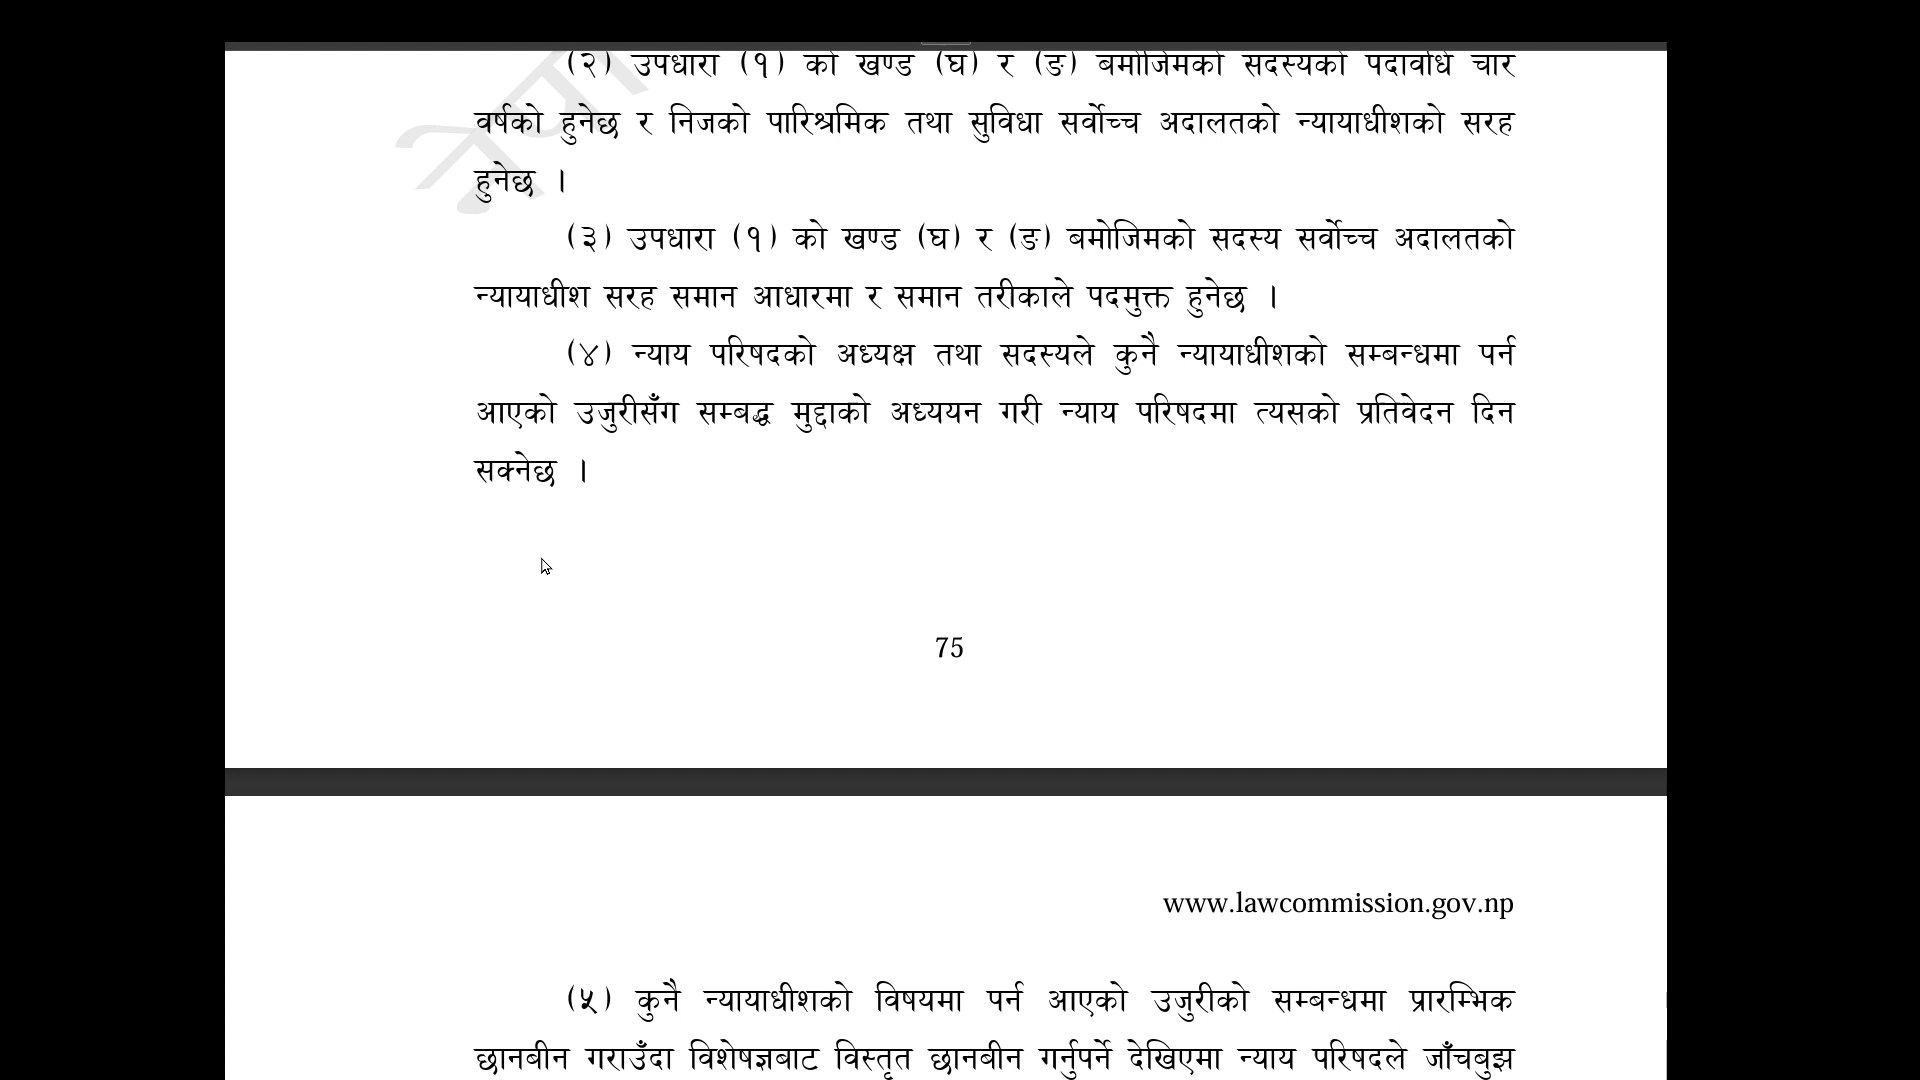 (२) उपधारा (१) को खण्ड (घ) र (ङ) बमोजिमको सदस्यको पदावधि चार
वर्षको हुनेछ र निजको पारिश्रमिक तथा सुविधा सर्वोच्च अदालतको न्यायाधीशको सरह
हुनेछ ।
(३) उपधारा (१) को खण्ड (घ) र (ङ) बमोजिमको सदस्य सर्वोच्च अदालतको
न्यायाधीश सरह समान आधारमा र समान तरीकाले पदमुक्त हुनेछ ।
(४) न्याय परिषदको अध्यक्ष तथा सदस्यले कुनै न्यायाधीशको सम्बन्धमा पर्न
आएको उजुरीसँग सम्बद्ध मुद्दाको अध्ययन गरी न्याय परिषदमा त्यसको प्रतिवेदन दिन
सक्नेछ ।
75
www.lawcommission.gov.np
(५) कुनै न्यायाधीशको विषयमा पर्न आएको उजुरीको सम्बन्धमा प्रारम्भिक
छानबीन गराउँदा विशेषज्ञबाट विस्तृत छानबीन गर्नुपर्ने देखिएमा न्याय परिषदले जाँचबुझ